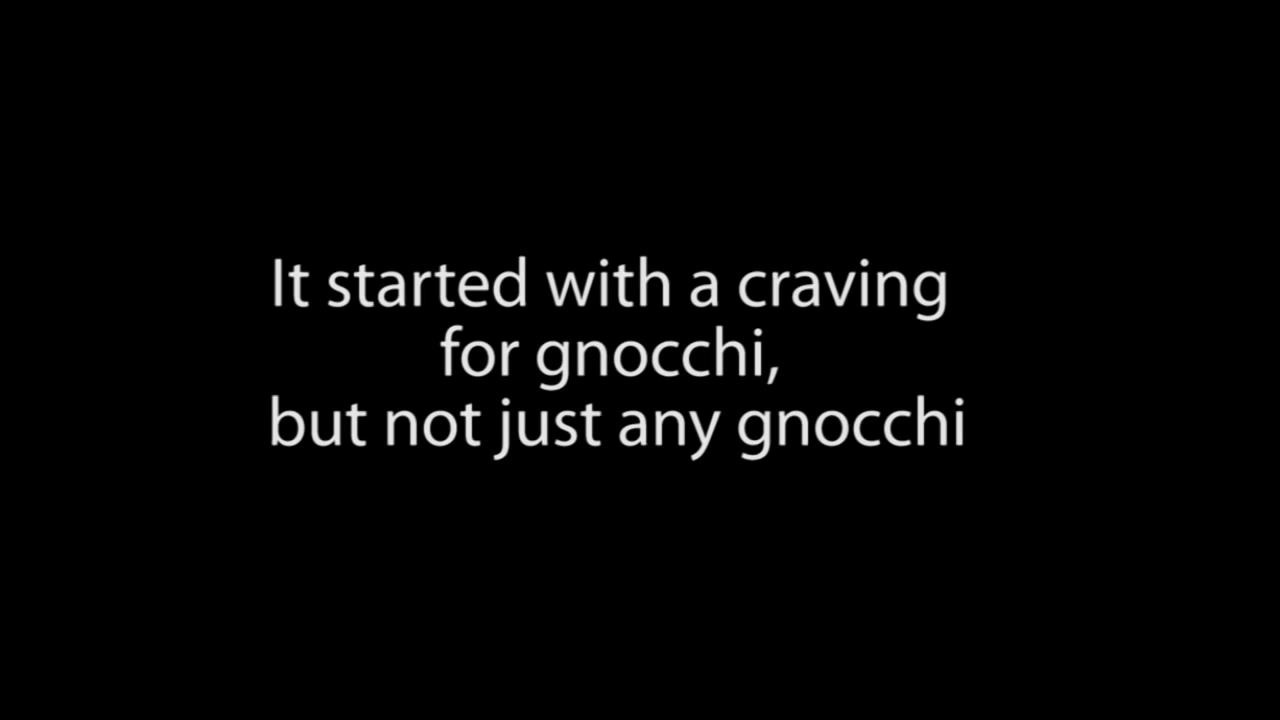 It started with a craving
for gnocchi,
but not just any gnocchi